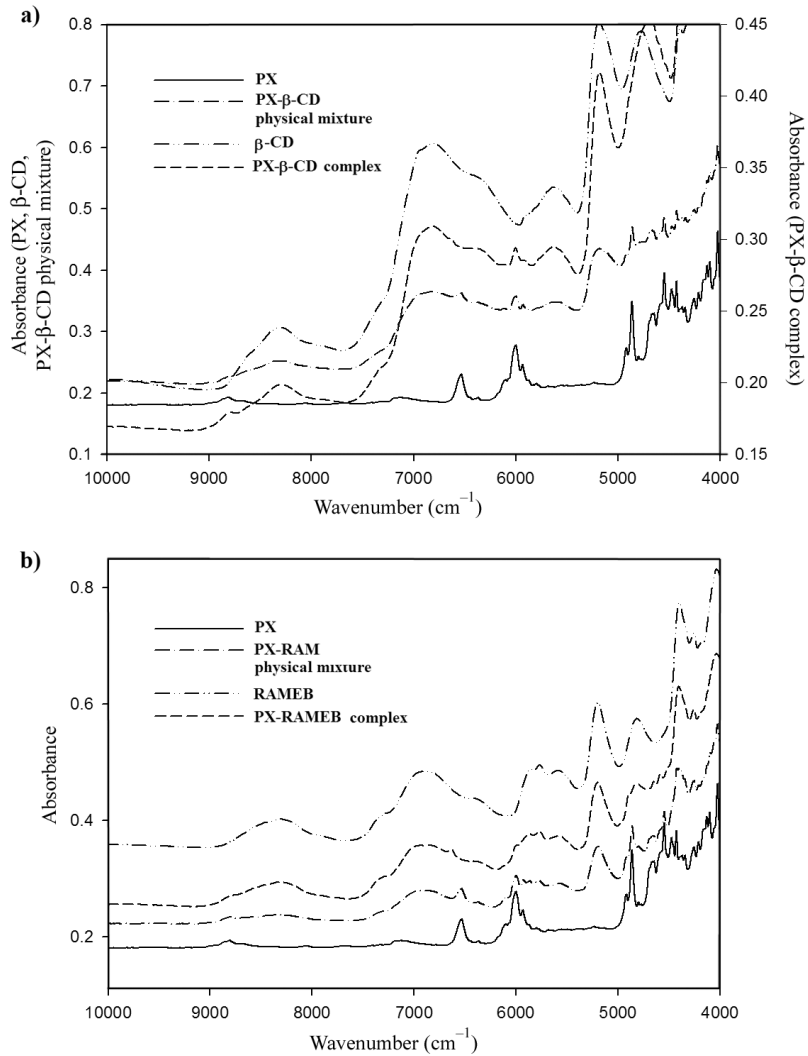 a)
0.8
0.7
0.6
0.5
0.4
0.3
0.2
0.1
0.45
0.40
0.35
0.30
0.25
0.20
0.15
Absorbance (PX, β-CD,
PX-β-CD physical mixture)
Absorbance (PX-β-CD
complex)
PX
PX-β-CD
physical mixture
β-CD
PX-β-CD complex
10000 9000 8000 7000 6000 5000 4000
Wavenumber (cm⁻¹)
b)
0.8
0.6
0.4
0.2
Absorbance
PX
PX-RAM
physical mixture
RAMEB
PX-RAMEB complex
10000 9000 8000 7000 6000 5000 4000
Wavenumber (cm⁻¹)